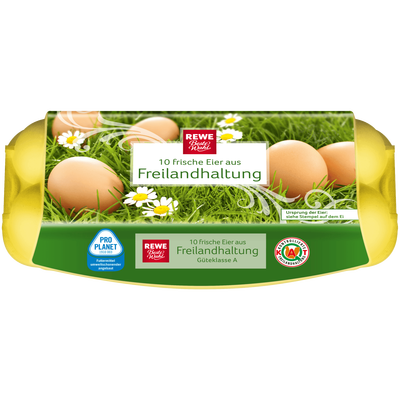 REWE
Beste Wahl
10 frische Eier aus
Freilandhaltung
Ursprung der Eier:
siehe Stempel auf dem Ei
PRO
PLANET
REWE
Beste Wahl
10 frische Eier aus
Freilandhaltung
Güteklasse A
KAT